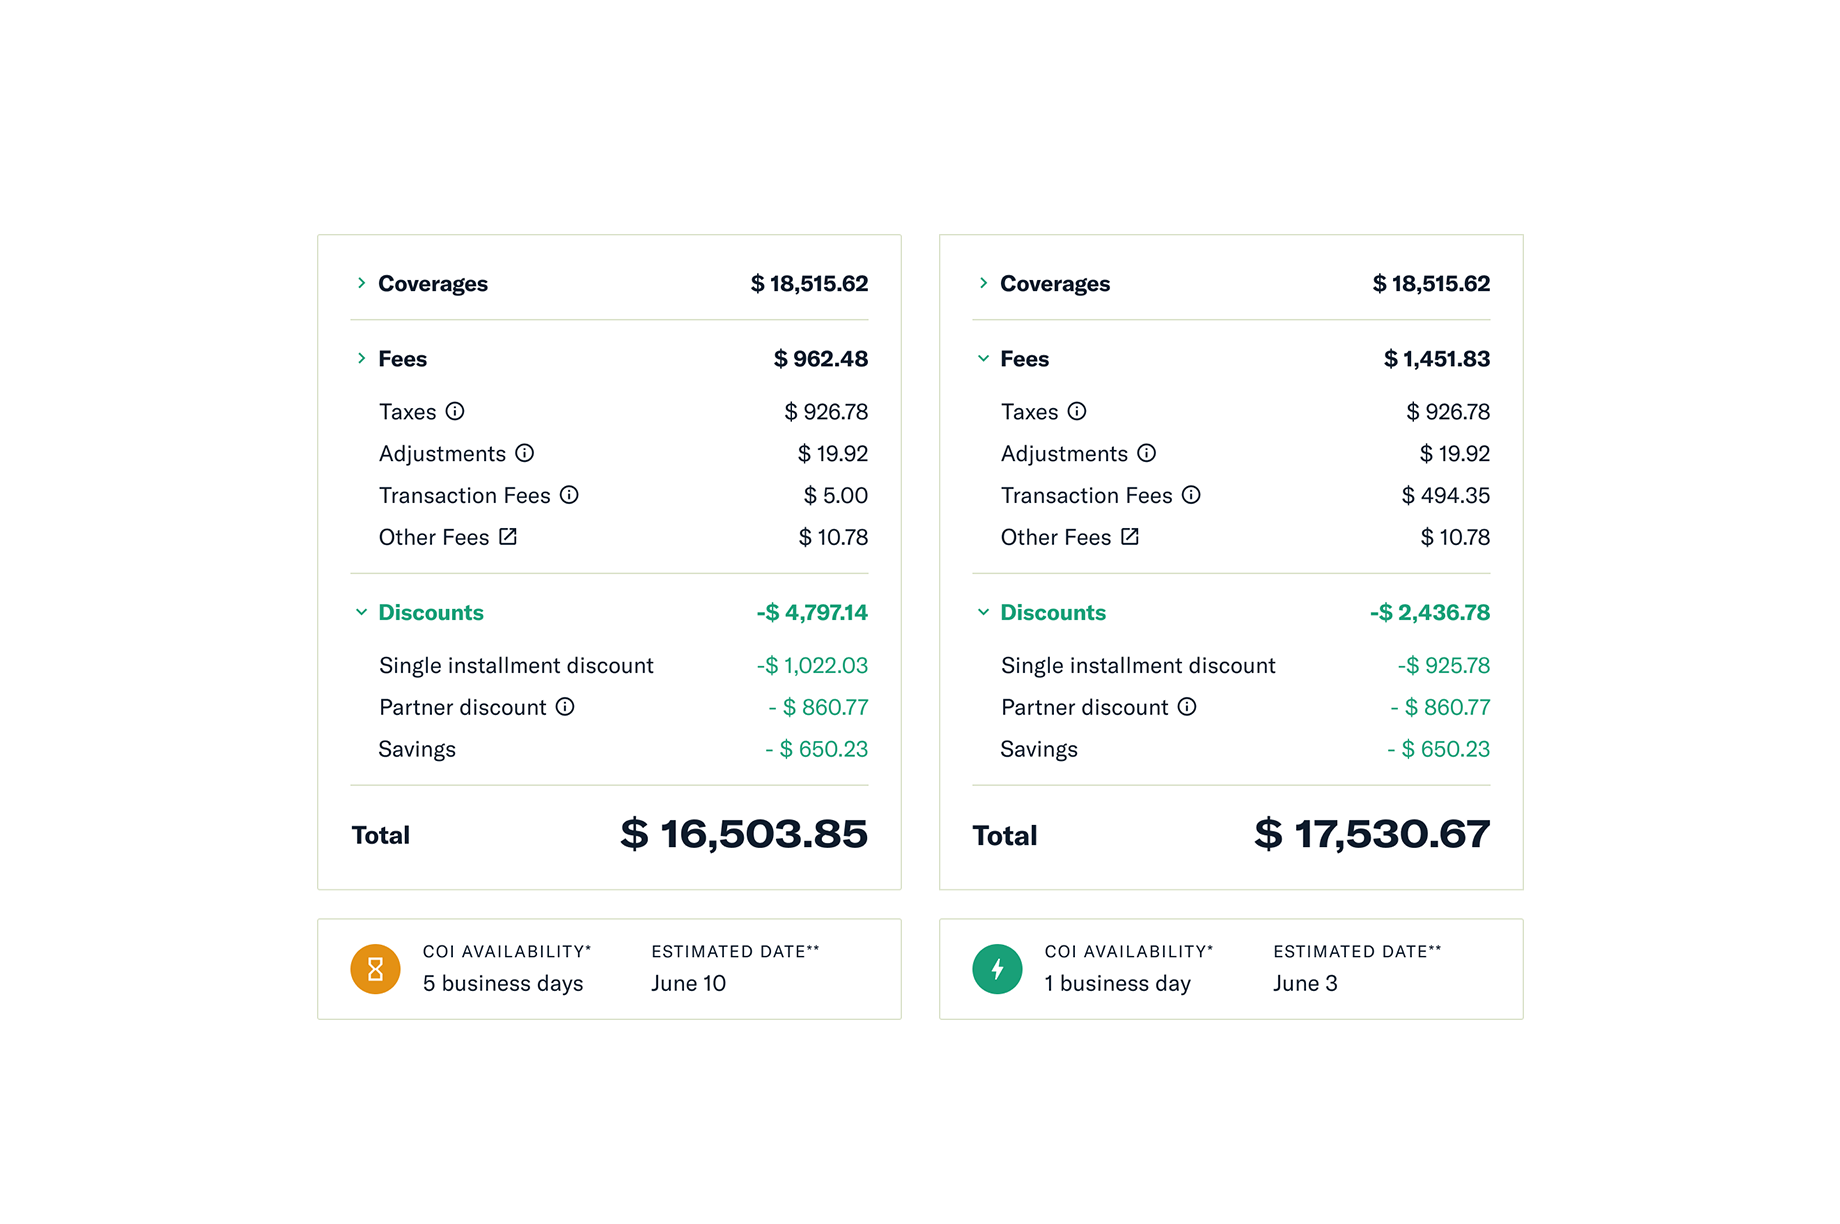 Coverages $ 18,515.62
Fees $ 962.48
Taxes $ 926.78
Adjustments $ 19.92
Transaction Fees $ 5.00
Other Fees $ 10.78
Discounts -$ 4,797.14
Single installment discount -$ 1,022.03
Partner discount - $ 860.77
Savings - $ 650.23
Total $ 16,503.85
COI AVAILABILITY* ESTIMATED DATE**
5 business days June 10
Coverages $ 18,515.62
Fees $ 1,451.83
Taxes $ 926.78
Adjustments $ 19.92
Transaction Fees $ 494.35
Other Fees $ 10.78
Discounts -$ 2,436.78
Single installment discount -$ 925.78
Partner discount - $ 860.77
Savings - $ 650.23
Total $ 17,530.67
COI AVAILABILITY* ESTIMATED DATE**
1 business day June 3